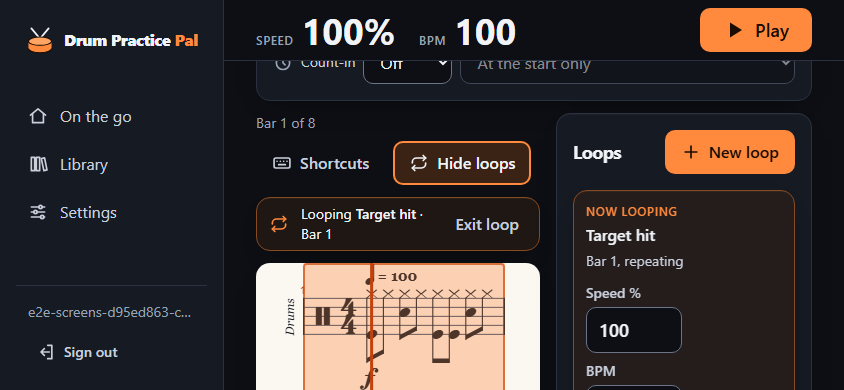 Drum Practice Pal
SPEED 100% BPM 100
Play
On the go
Library
Settings
e2e-screens-d95ed863-c...
Sign out
Count-in Off At the start only
Bar 1 of 8
Shortcuts Hide loops
Looping Target hit ·
Bar 1
Exit loop
= 100
Drums
4
4
f
Loops
New loop
NOW LOOPING
Target hit
Bar 1, repeating
Speed %
100
BPM